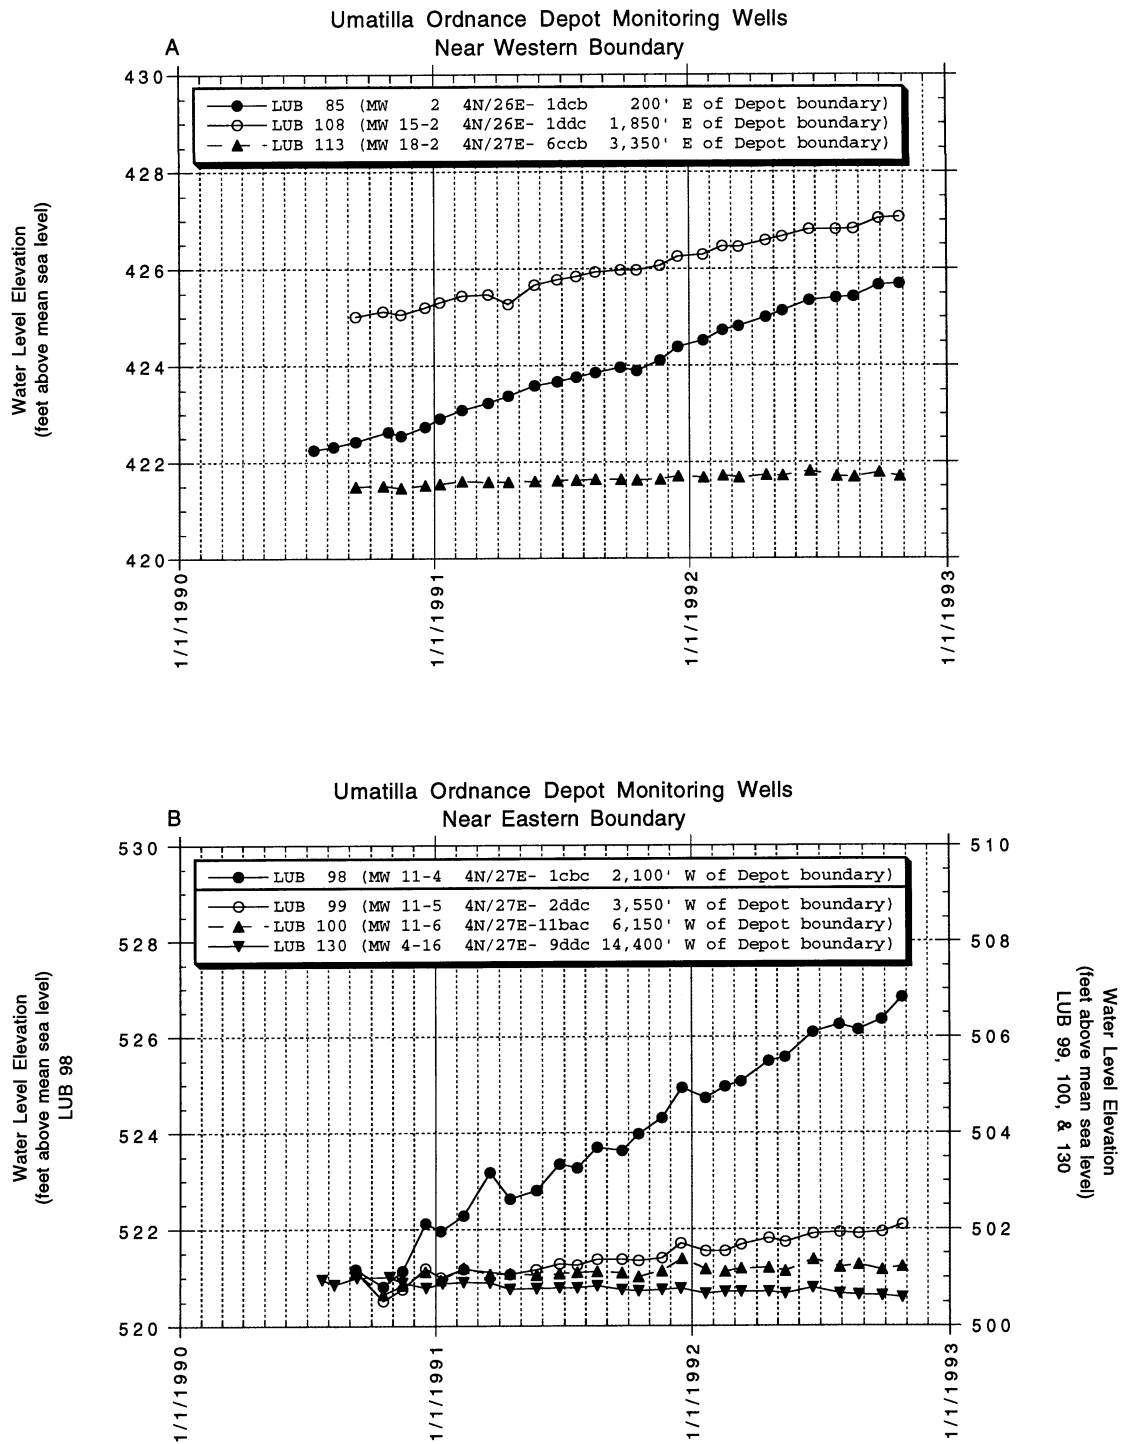 Umatilla Ordnance Depot Monitoring Wells
A
Near Western Boundary
430
428
426
424
422
420
Water Level Elevation
(feet above mean sea level)
LUB 85 (MW 2 4N/26E- 1dcb 200' E of Depot boundary)
LUB 108 (MW 15-2 4N/26E- 1ddc 1,850' E of Depot boundary)
LUB 113 (MW 18-2 4N/27E- 6ccb 3,350' E of Depot boundary)
1/1/1990
1/1/1991
1/1/1992
1/1/1993
Umatilla Ordnance Depot Monitoring Wells
B
Near Eastern Boundary
530
528
526
524
522
520
Water Level Elevation
(feet above mean sea level)
LUB 98
LUB 98 (MW 11-4 4N/27E- 1cbc 2,100' W of Depot boundary)
LUB 99 (MW 11-5 4N/27E- 2ddc 3,550' W of Depot boundary)
LUB 100 (MW 11-6 4N/27E-11bac 6,150' W of Depot boundary)
LUB 130 (MW 4-16 4N/27E- 9ddc 14,400' W of Depot boundary)
510
508
506
504
502
500
Water Level Elevation
(feet above mean sea level)
LUB 99, 100, & 130
1/1/1990
1/1/1991
1/1/1992
1/1/1993